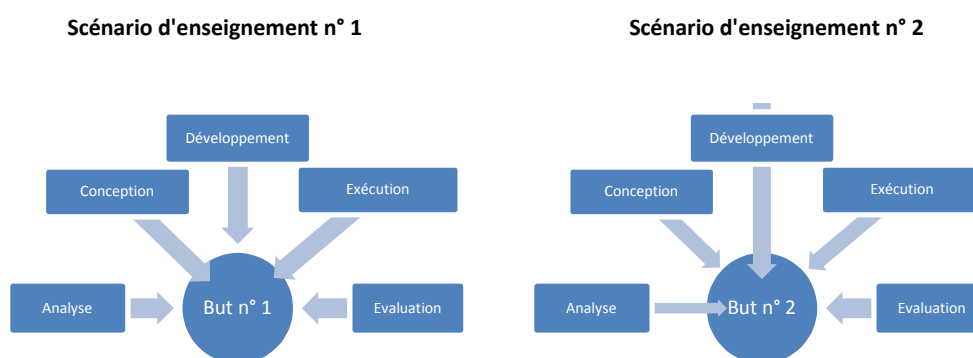 Scénario d'enseignement n° 1
Scénario d'enseignement n° 2
Développement
Conception
Exécution
Analyse
But n° 1
Evaluation
Développement
Conception
Exécution
Analyse
But n° 2
Evaluation